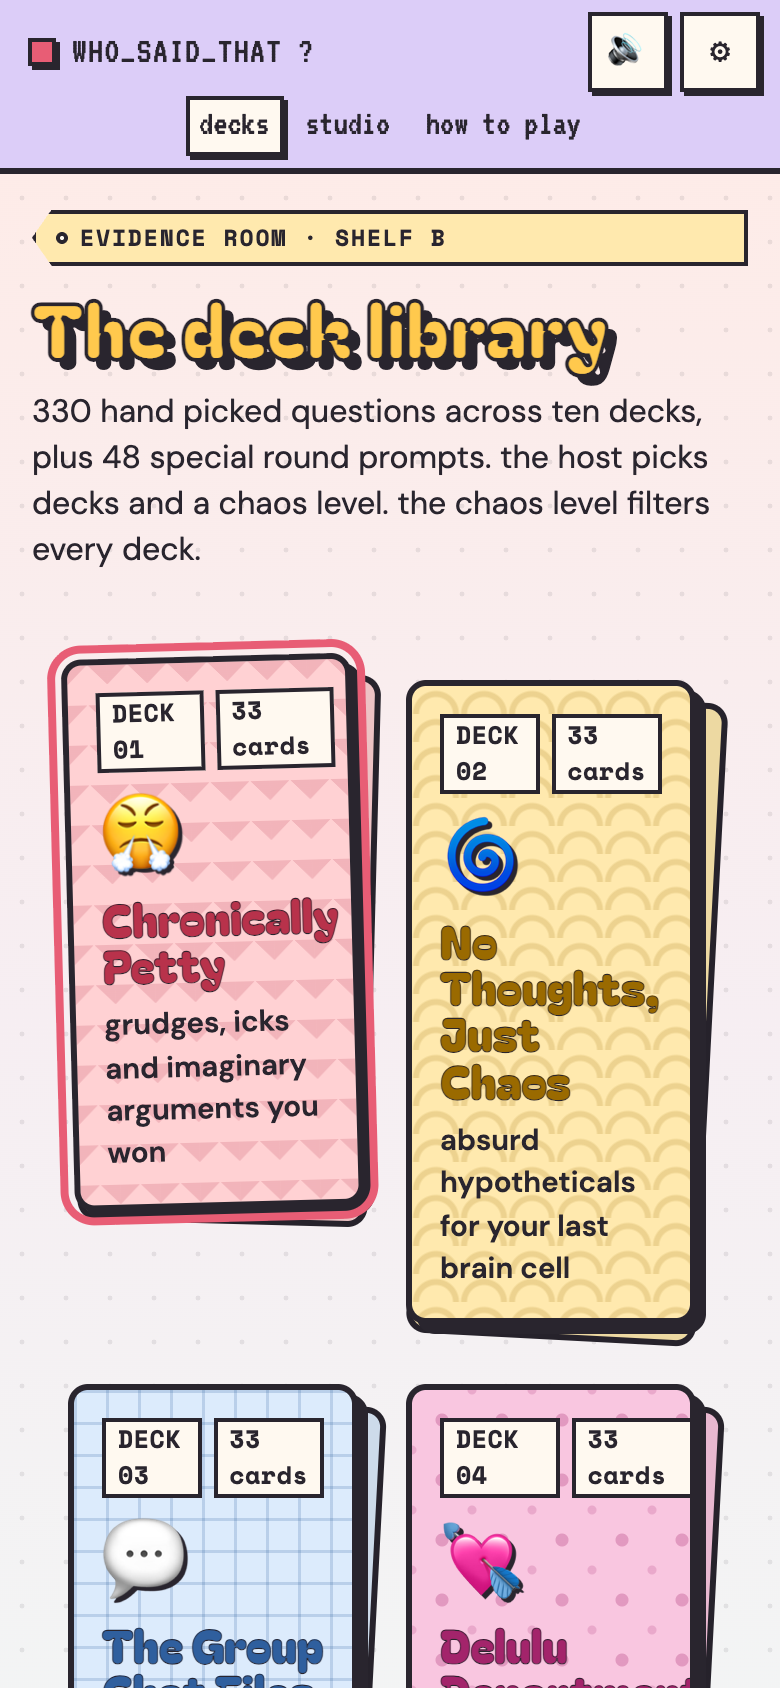 WHO_SAID_THAT ?
decks studio how to play
EVIDENCE ROOM · SHELF B
The deck library
330 hand picked questions across ten decks,
plus 48 special round prompts. the host picks
decks and a chaos level. the chaos level filters
every deck.
DECK
01
33
cards
Chronically
Petty
grudges, icks
and imaginary
arguments you
won
DECK
02
33
cards
No
Thoughts,
Just
Chaos
absurd
hypotheticals
for your last
brain cell
DECK
03
33
cards
The Group
Chat Files
DECK
04
33
cards
Delulu
Department